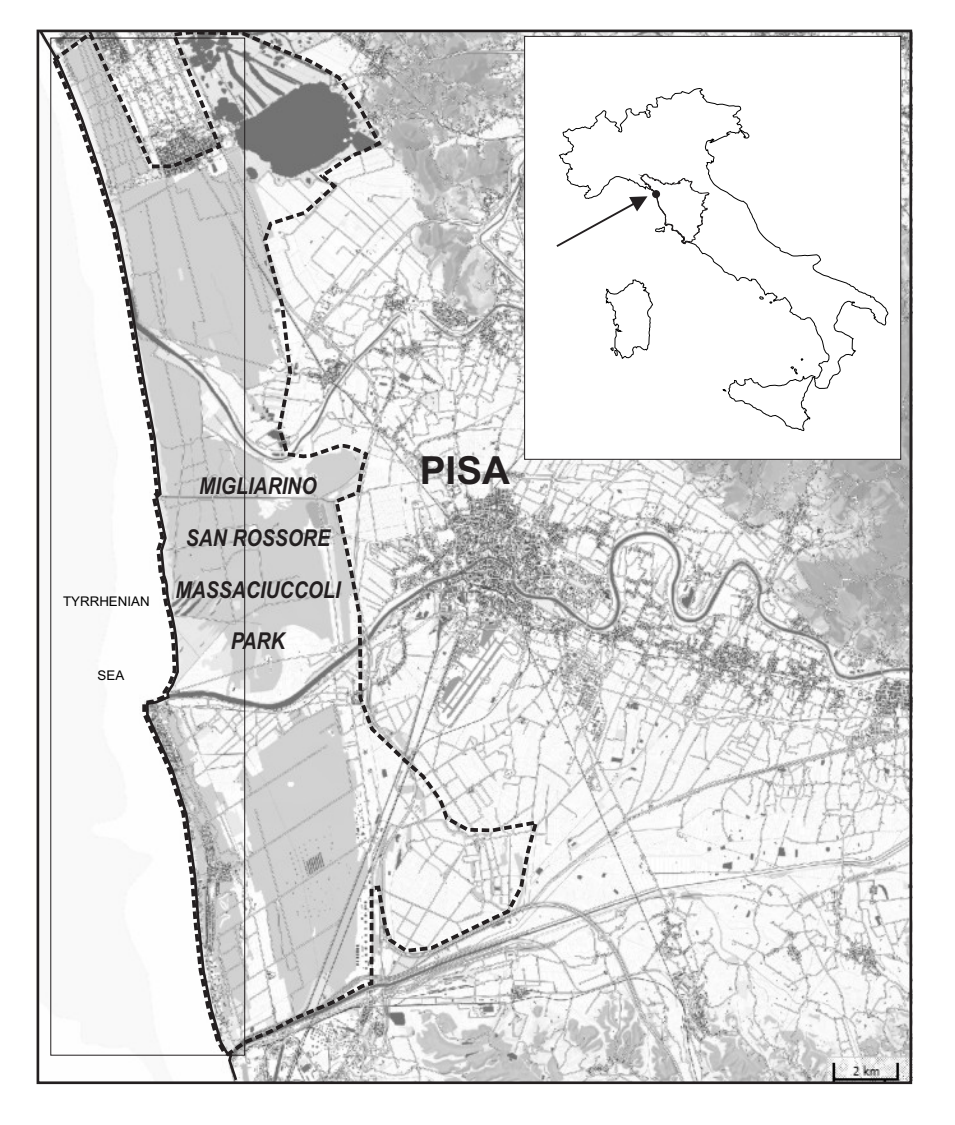 PISA
MIGLIARINO
SAN ROSSORE
MASSACIUCCOLI
PARK
TYRRHENIAN
SEA
2 km